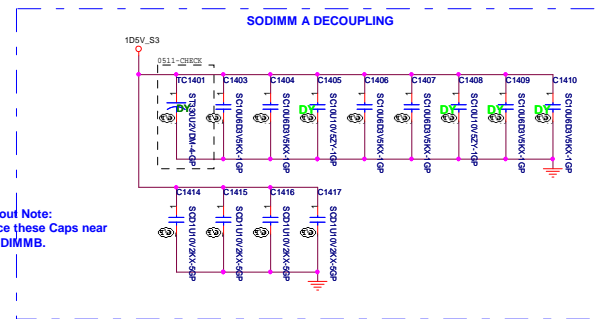 SODIMM A DECOUPLING
1D5V_S3
0511-CHECK
TC1401
C1403
C1404
C1405
C1406
C1407
C1408
C1409
C1410
DY
DY
DY
DY
DY
SC10U6D3V5KX-1GP
SC10U6D3V5KX-1GP
SC10U10V5ZY-1GP
SC10U6D3V5KX-1GP
SC10U6D3V5KX-1GP
SC10U6D3V5KX-1GP
SC10U6D3V5KX-1GP
C1414
C1415
C1416
C1417
SCD1U10V2KX-5GP
SCD1U10V2KX-5GP
SCD1U10V2KX-5GP
SCD1U10V2KX-5GP
out Note:
ce these Caps near
DIMMB.